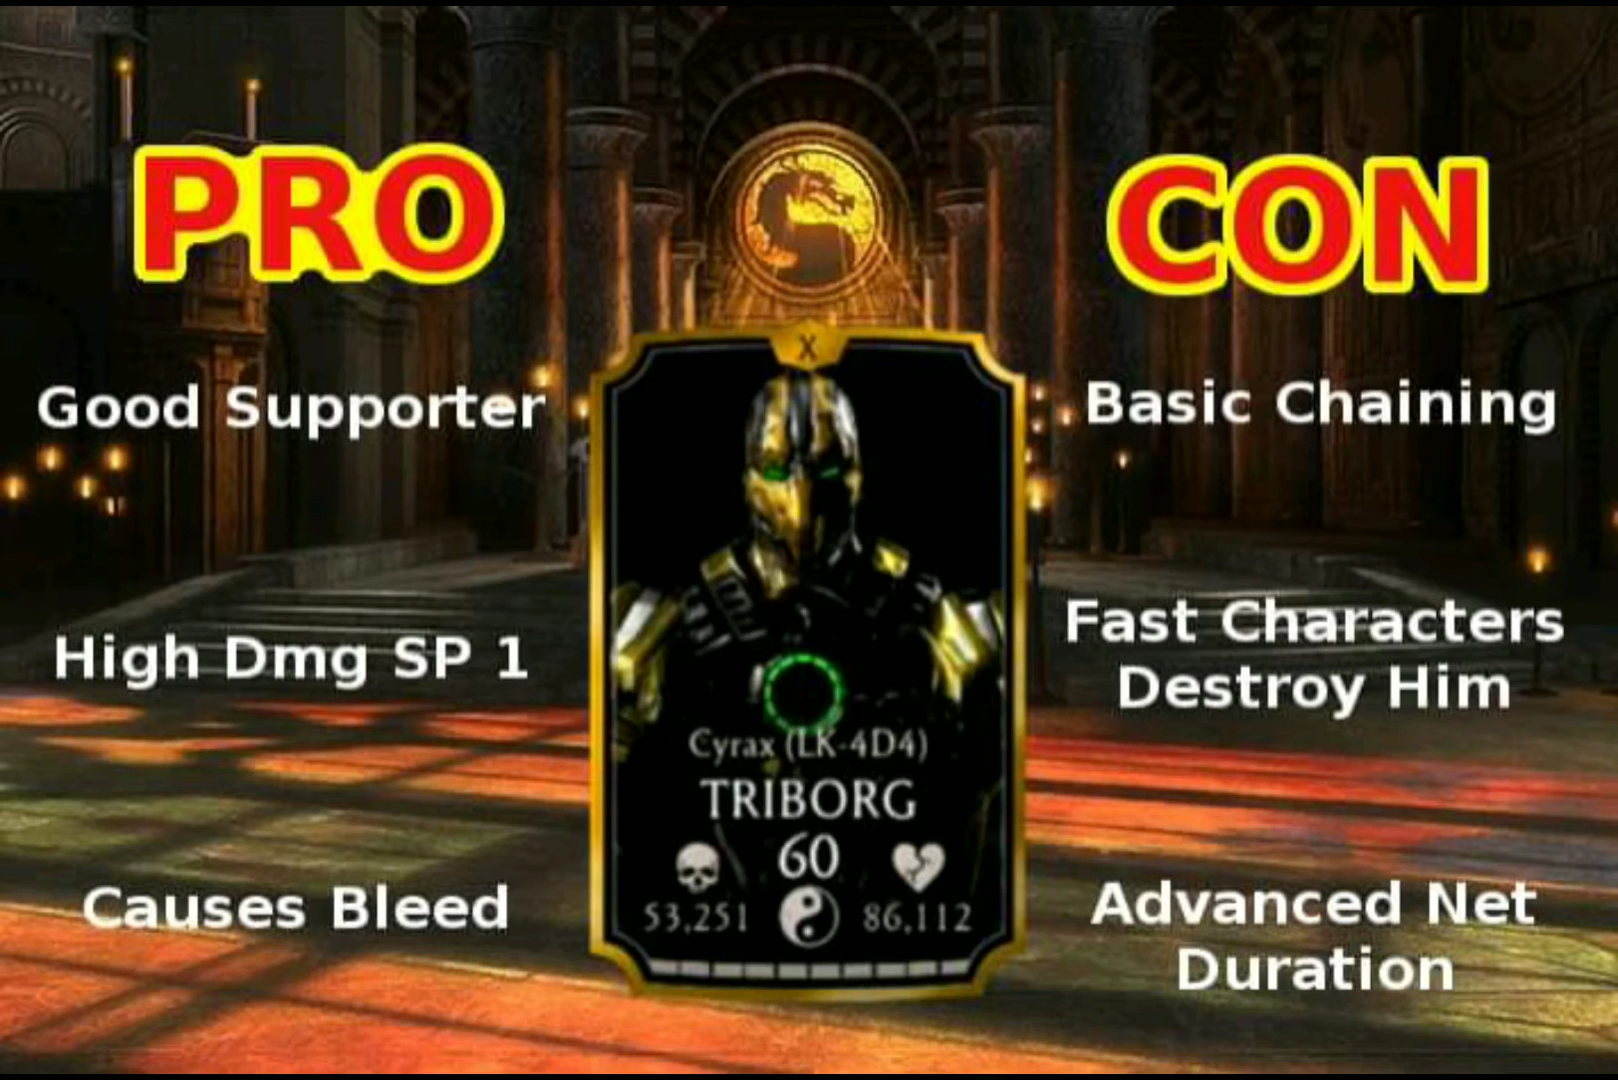 PRO
CON
Good Supporter
Basic Chaining
High Dmg SP 1
Fast Characters
Destroy Him
Causes Bleed
Advanced Net
Duration
X
Cyrax (LK-4D4)
TRIBORG
60
53,251
86,112